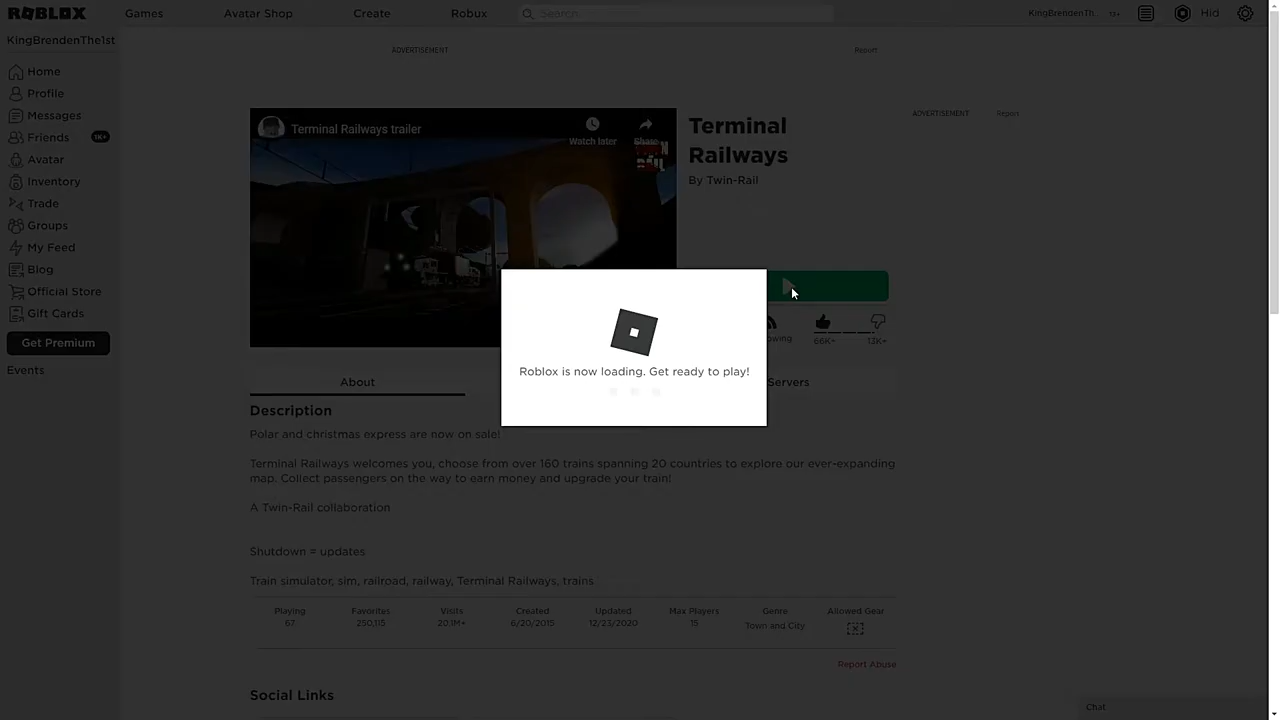 ROBLOX Games Avatar Shop Create Robux Search KingBrendenTh... 13+ Hid
KingBrendenThe1st
ADVERTISEMENT Report
Home
Profile
Messages
Friends 1K+
Avatar
Inventory
Trade
Groups
My Feed
Blog
Official Store
Gift Cards
Get Premium
Events
Terminal Railways trailer
Watch later
Share
Terminal
Railways
By Twin-Rail
ADVERTISEMENT Report
66K+ 13K+
Roblox is now loading. Get ready to play!
About Servers
Description
Polar and christmas express are now on sale!
Terminal Railways welcomes you, choose from over 160 trains spanning 20 countries to explore our ever-expanding
map. Collect passengers on the way to earn money and upgrade your train!
A Twin-Rail collaboration
Shutdown = updates
Train simulator, sim, railroad, railway, Terminal Railways, trains
Playing Favorites Visits Created Updated Max Players Genre Allowed Gear
67 250,115 20.1M+ 6/20/2015 12/23/2020 15 Town and City
Report Abuse
Social Links
Chat